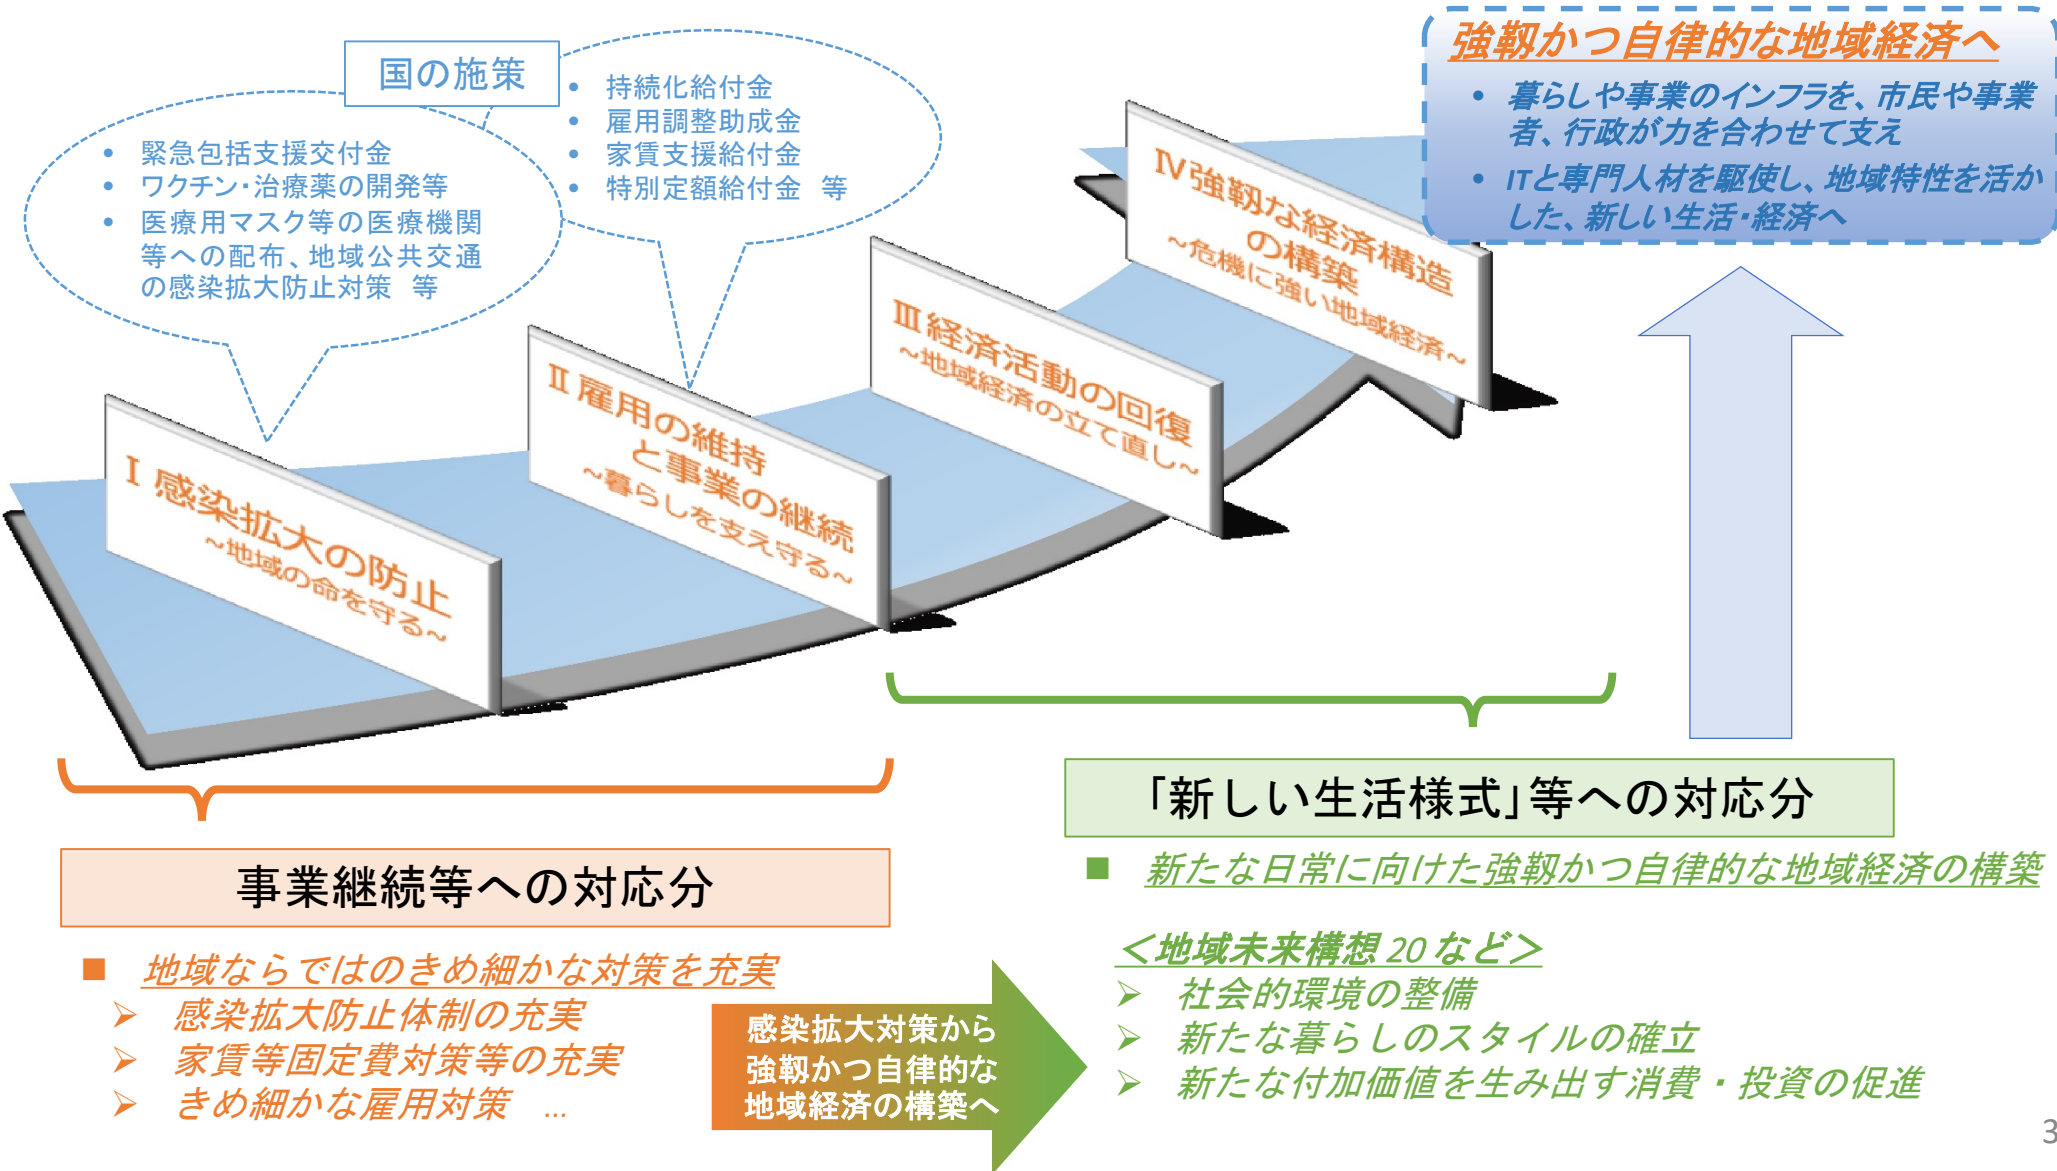 国の施策
• 緊急包括支援交付金
• ワクチン・治療薬の開発等
• 医療用マスク等の医療機関
等への配布、地域公共交通
の感染拡大防止対策 等
• 持続化給付金
• 雇用調整助成金
• 家賃支援給付金
• 特別定額給付金 等
強靱かつ自律的な地域経済へ
• 暮らしや事業のインフラを、市民や事業
者、行政が力を合わせて支え
• ITと専門人材を駆使し、地域特性を活か
した、新しい生活・経済へ
Ⅰ 感染拡大の防止
~地域の命を守る~
Ⅱ 雇用の維持
と事業の継続
~暮らしを支え守る~
Ⅲ 経済活動の回復
~地域経済の立て直し~
Ⅳ 強靱な経済構造
の構築
~危機に強い地域経済~
事業継続等への対応分
■ 地域ならではのきめ細かな対策を充実
➢ 感染拡大防止体制の充実
➢ 家賃等固定費対策等の充実
➢ きめ細かな雇用対策 …
感染拡大対策から
強靱かつ自律的な
地域経済の構築へ
「新しい生活様式」等への対応分
■ 新たな日常に向けた強靱かつ自律的な地域経済の構築
＜地域未来構想 20 など＞
➢ 社会的環境の整備
➢ 新たな暮らしのスタイルの確立
➢ 新たな付加価値を生み出す消費・投資の促進
3